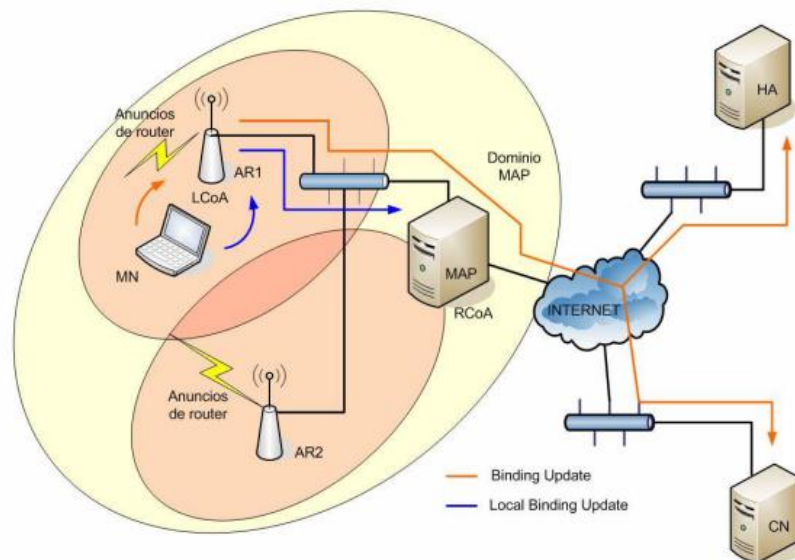 HA
Anuncios
de router
AR1
LCoA
Dominio
MAP
MN
MAP
RCoA
INTERNET
Anuncios
de router
AR2
Binding Update
Local Binding Update
CN